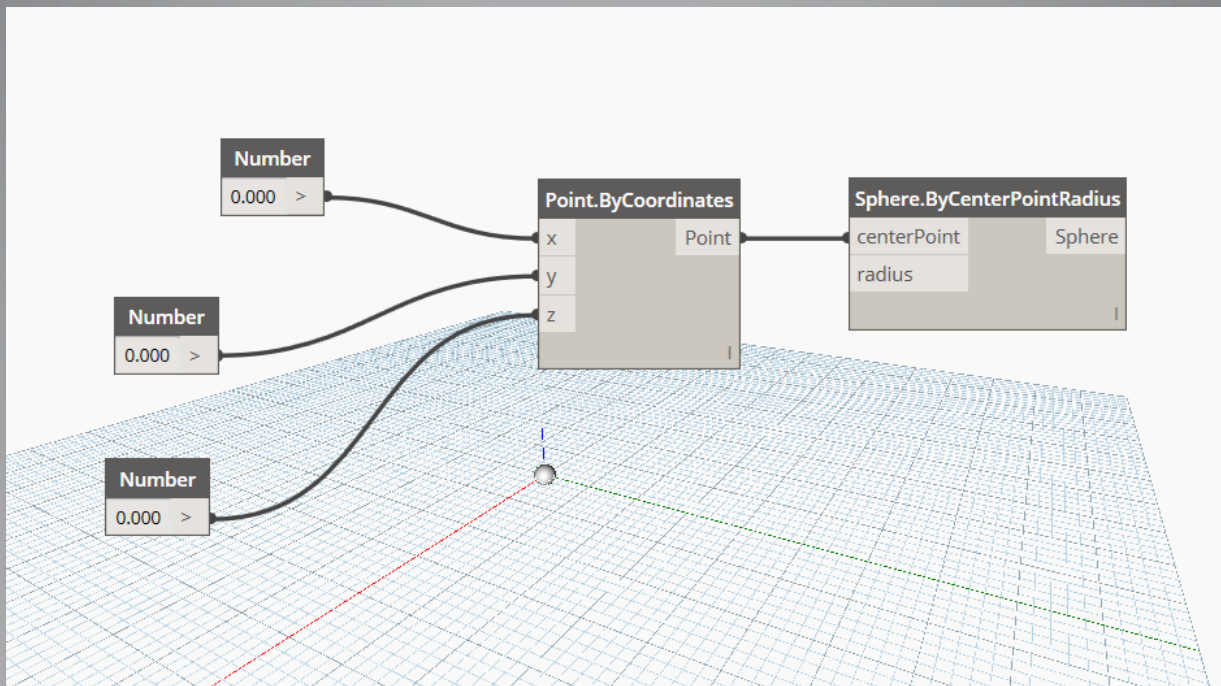 Number
0.000 >
Point.ByCoordinates
x
Point
y
z
l
Sphere.ByCenterPointRadius
centerPoint
Sphere
radius
l
Number
0.000 >
Number
0.000 >